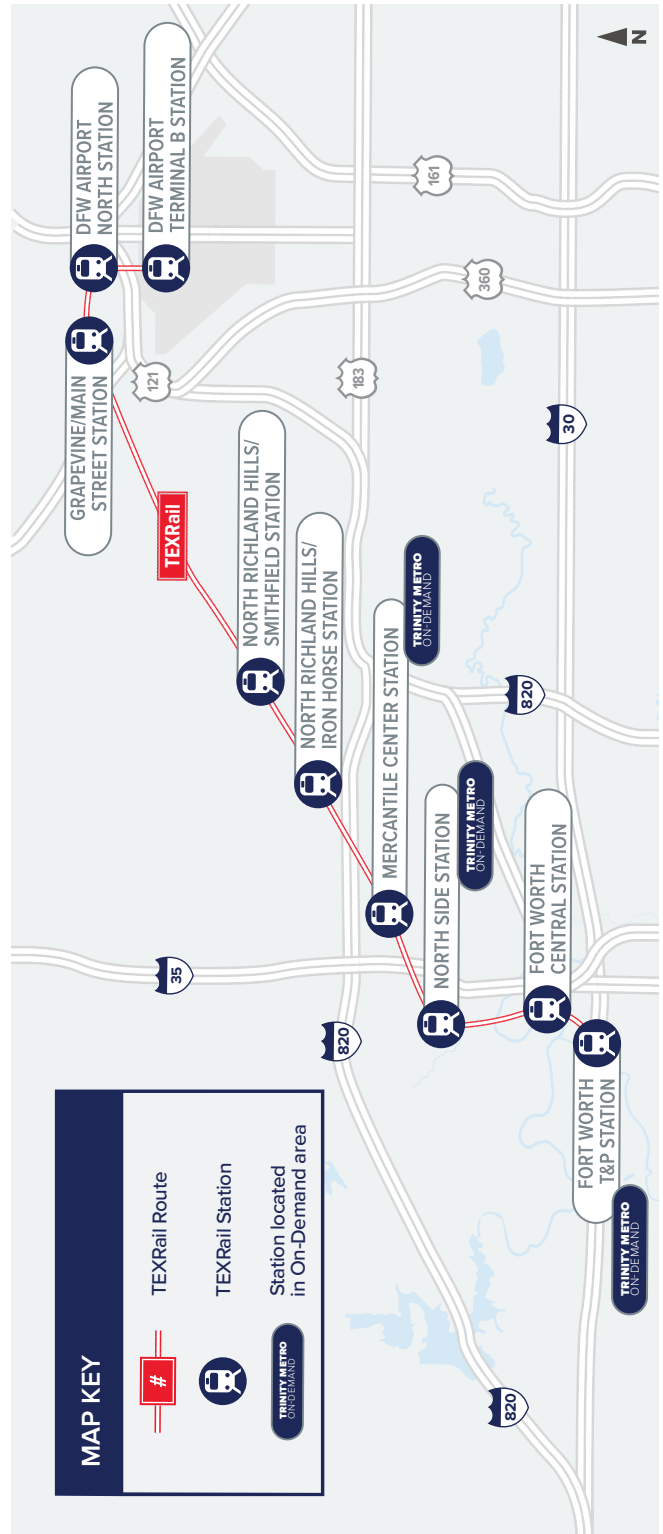 MAP KEY
#
TEXRail Route
TEXRail Station
TRINITY METRO
ON-DEMAND
Station located
in On-Demand area
DFW AIRPORT
NORTH STATION
DFW AIRPORT
TERMINAL B STATION
GRAPEVINE/MAIN
STREET STATION
TEXRail
NORTH RICHLAND HILLS/
SMITHFIELD STATION
NORTH RICHLAND HILLS/
IRON HORSE STATION
MERCANTILE CENTER STATION
TRINITY METRO
ON-DEMAND
NORTH SIDE STATION
TRINITY METRO
ON-DEMAND
FORT WORTH
CENTRAL STATION
FORT WORTH
T&P STATION
TRINITY METRO
ON-DEMAND
35
820
820
820
121
183
161
360
30
N